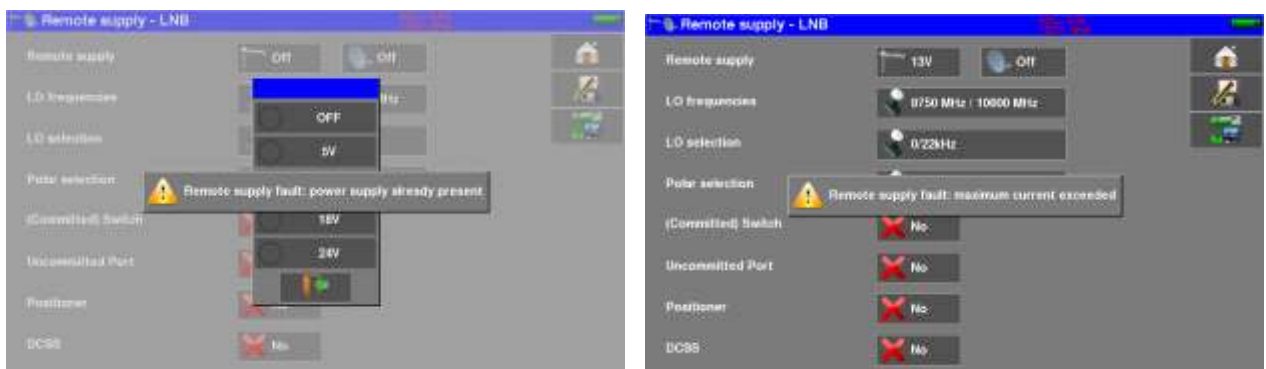 Remote supply - LNB
Remote supply
Off
Off
LO frequencies
LO selection
OFF
5V
Polar selection
Remote supply fault: power supply already present
(Committed) Switch
18V
Uncommitted Port
24V
Positioner
DCSS
No
Remote supply - LNB
Remote supply
13V
Off
LO frequencies
9750 MHz / 10600 MHz
LO selection
0/22kHz
Polar selection
Remote supply fault: maximum current exceeded
(Committed) Switch
No
Uncommitted Port
No
Positioner
No
DCSS
No